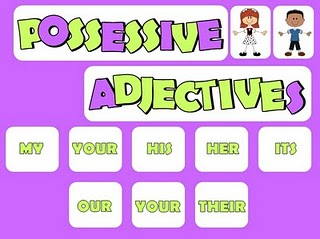 POSSESSIVE
ADJECTIVES
MY YOUR HIS HER ITS
OUR YOUR THEIR